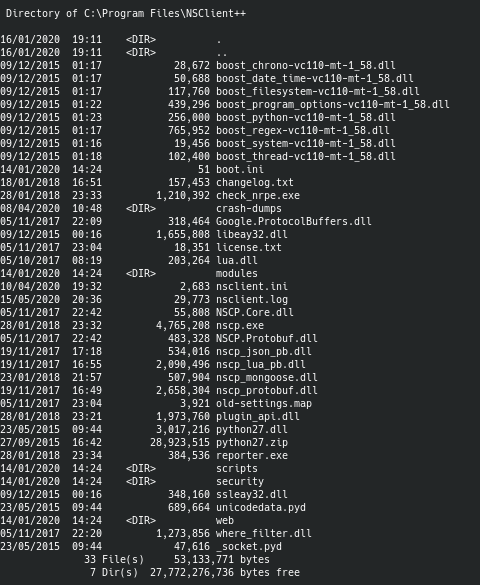 Directory of C:\Program Files\NSClient++
16/01/2020  19:11    <DIR>          .
16/01/2020  19:11    <DIR>          ..
09/12/2015  01:17            28,672 boost_chrono-vc110-mt-1_58.dll
09/12/2015  01:17            50,688 boost_date_time-vc110-mt-1_58.dll
09/12/2015  01:17           117,760 boost_filesystem-vc110-mt-1_58.dll
09/12/2015  01:22           439,296 boost_program_options-vc110-mt-1_58.dll
09/12/2015  01:23           256,000 boost_python-vc110-mt-1_58.dll
09/12/2015  01:17           765,952 boost_regex-vc110-mt-1_58.dll
09/12/2015  01:16            19,456 boost_system-vc110-mt-1_58.dll
09/12/2015  01:18           102,400 boost_thread-vc110-mt-1_58.dll
14/01/2020  14:24                51 boot.ini
18/01/2018  16:51           157,453 changelog.txt
28/01/2018  23:33         1,210,392 check_nrpe.exe
08/04/2020  10:48    <DIR>          crash-dumps
05/11/2017  22:09           318,464 Google.ProtocolBuffers.dll
09/12/2015  00:16         1,655,808 libeay32.dll
05/11/2017  23:04            18,351 license.txt
05/10/2017  08:19           203,264 lua.dll
14/01/2020  14:24    <DIR>          modules
10/04/2020  19:32             2,683 nsclient.ini
15/05/2020  20:36            29,773 nsclient.log
05/11/2017  22:42            55,808 NSCP.Core.dll
28/01/2018  23:32         4,765,208 nscp.exe
05/11/2017  22:42           483,328 NSCP.Protobuf.dll
19/11/2017  17:18           534,016 nscp_json_pb.dll
19/11/2017  16:55         2,090,496 nscp_lua_pb.dll
23/01/2018  21:57           507,904 nscp_mongoose.dll
19/11/2017  16:49         2,658,304 nscp_protobuf.dll
05/11/2017  23:04             3,921 old-settings.map
28/01/2018  23:21         1,973,760 plugin_api.dll
23/05/2015  09:44         3,017,216 python27.dll
27/09/2015  16:42        28,923,515 python27.zip
28/01/2018  23:34           384,536 reporter.exe
14/01/2020  14:24    <DIR>          scripts
14/01/2020  14:24    <DIR>          security
09/12/2015  00:16           348,160 ssleay32.dll
23/05/2015  09:44           689,664 unicodedata.pyd
14/01/2020  14:24    <DIR>          web
05/11/2017  22:20         1,273,856 where_filter.dll
23/05/2015  09:44            47,616 _socket.pyd
33 File(s)     53,133,771 bytes
7 Dir(s)  27,772,276,736 bytes free